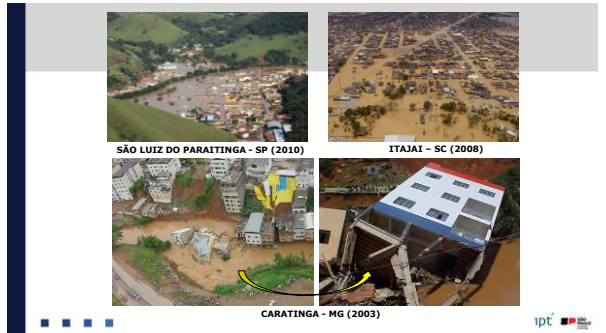 SÃO LUIZ DO PARAITINGA - SP (2010)
ITAJAI – SC (2008)
CARATINGA - MG (2003)
ipt